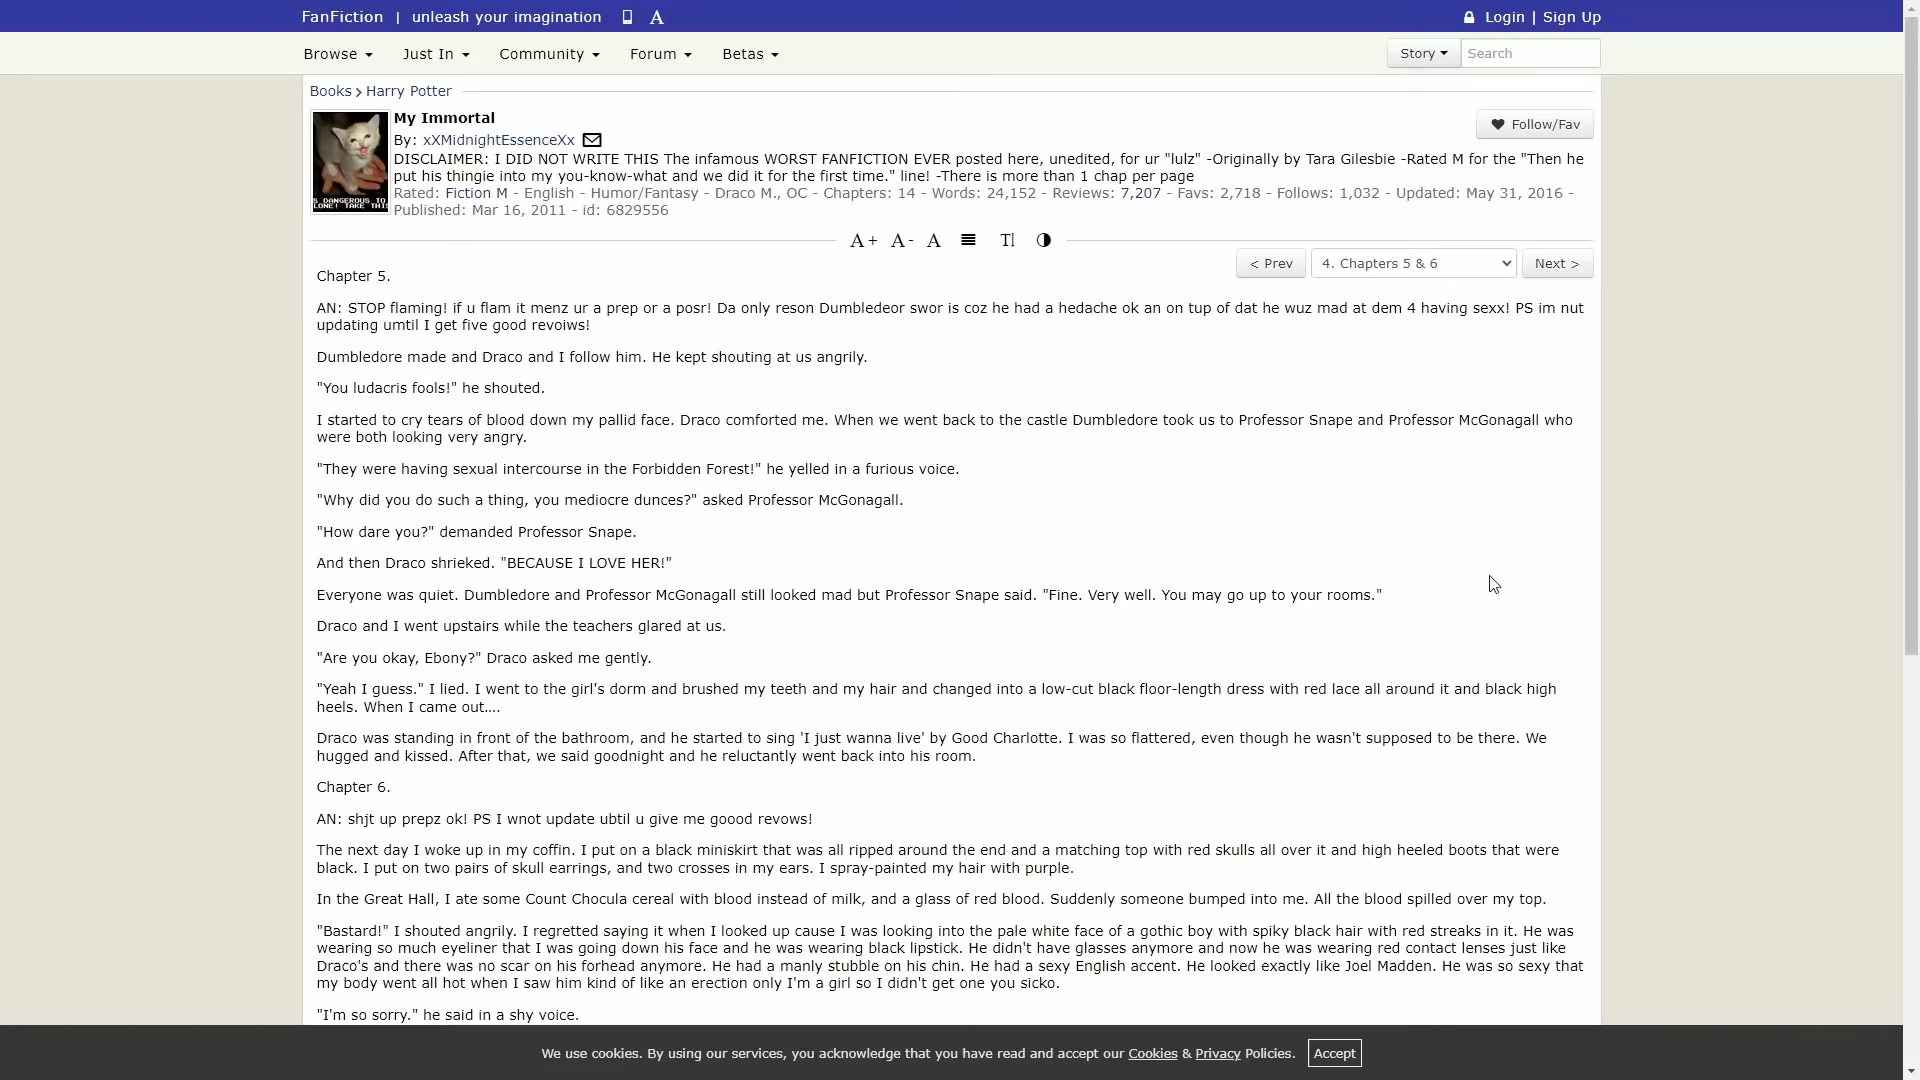 FanFiction | unleash your imagination A Login | Sign Up
Browse Just In Community Forum Betas Story Search
Books > Harry Potter
My Immortal Follow/Fav
By: xXMidnightEssenceXx
DISCLAIMER: I DID NOT WRITE THIS The infamous WORST FANFICTION EVER posted here, unedited, for ur "lulz" -Originally by Tara Gilesbie -Rated M for the "Then he
put his thingie into my you-know-what and we did it for the first time." line! -There is more than 1 chap per page
Rated: Fiction M - English - Humor/Fantasy - Draco M., OC - Chapters: 14 - Words: 24,152 - Reviews: 7,207 - Favs: 2,718 - Follows: 1,032 - Updated: May 31, 2016 -
Published: Mar 16, 2011 - id: 6829556
S DANGEROUS TO
LONE! TAKE THIS
A+ A- A T
< Prev 4. Chapters 5 & 6 Next >
Chapter 5.
AN: STOP flaming! if u flam it menz ur a prep or a posr! Da only reson Dumbledeor swor is coz he had a hedache ok an on tup of dat he wuz mad at dem 4 having sexx! PS im nut
updating umtil I get five good revoiws!
Dumbledore made and Draco and I follow him. He kept shouting at us angrily.
"You ludacris fools!" he shouted.
I started to cry tears of blood down my pallid face. Draco comforted me. When we went back to the castle Dumbledore took us to Professor Snape and Professor McGonagall who
were both looking very angry.
"They were having sexual intercourse in the Forbidden Forest!" he yelled in a furious voice.
"Why did you do such a thing, you mediocre dunces?" asked Professor McGonagall.
"How dare you?" demanded Professor Snape.
And then Draco shrieked. "BECAUSE I LOVE HER!"
Everyone was quiet. Dumbledore and Professor McGonagall still looked mad but Professor Snape said. "Fine. Very well. You may go up to your rooms."
Draco and I went upstairs while the teachers glared at us.
"Are you okay, Ebony?" Draco asked me gently.
"Yeah I guess." I lied. I went to the girl's dorm and brushed my teeth and my hair and changed into a low-cut black floor-length dress with red lace all around it and black high
heels. When I came out....
Draco was standing in front of the bathroom, and he started to sing 'I just wanna live' by Good Charlotte. I was so flattered, even though he wasn't supposed to be there. We
hugged and kissed. After that, we said goodnight and he reluctantly went back into his room.
Chapter 6.
AN: shjt up prepz ok! PS I wnot update ubtil u give me goood revows!
The next day I woke up in my coffin. I put on a black miniskirt that was all ripped around the end and a matching top with red skulls all over it and high heeled boots that were
black. I put on two pairs of skull earrings, and two crosses in my ears. I spray-painted my hair with purple.
In the Great Hall, I ate some Count Chocula cereal with blood instead of milk, and a glass of red blood. Suddenly someone bumped into me. All the blood spilled over my top.
"Bastard!" I shouted angrily. I regretted saying it when I looked up cause I was looking into the pale white face of a gothic boy with spiky black hair with red streaks in it. He was
wearing so much eyeliner that I was going down his face and he was wearing black lipstick. He didn't have glasses anymore and now he was wearing red contact lenses just like
Draco's and there was no scar on his forhead anymore. He had a manly stubble on his chin. He had a sexy English accent. He looked exactly like Joel Madden. He was so sexy that
my body went all hot when I saw him kind of like an erection only I'm a girl so I didn't get one you sicko.
"I'm so sorry." he said in a shy voice.
We use cookies. By using our services, you acknowledge that you have read and accept our Cookies & Privacy Policies. Accept